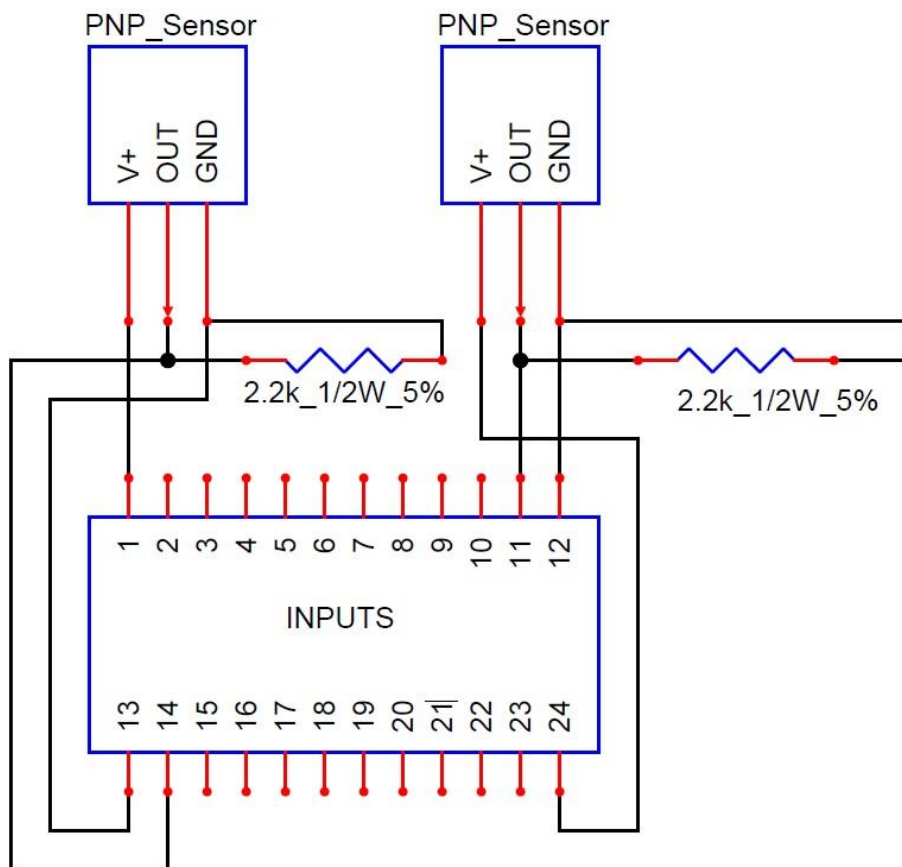 PNP_Sensor PNP_Sensor
V+ OUT GND V+ OUT GND
2.2k_1/2W_5% 2.2k_1/2W_5%
1 2 3 4 5 6 7 8 9 10 11 12
INPUTS
13 14 15 16 17 18 19 20 21 22 23 24